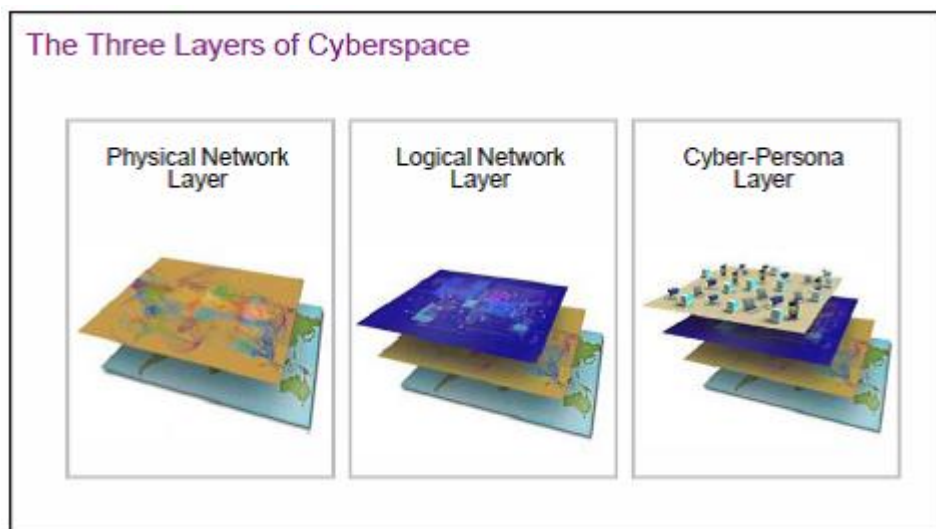 The Three Layers of Cyberspace
Physical Network
Layer
Logical Network
Layer
Cyber-Persona
Layer